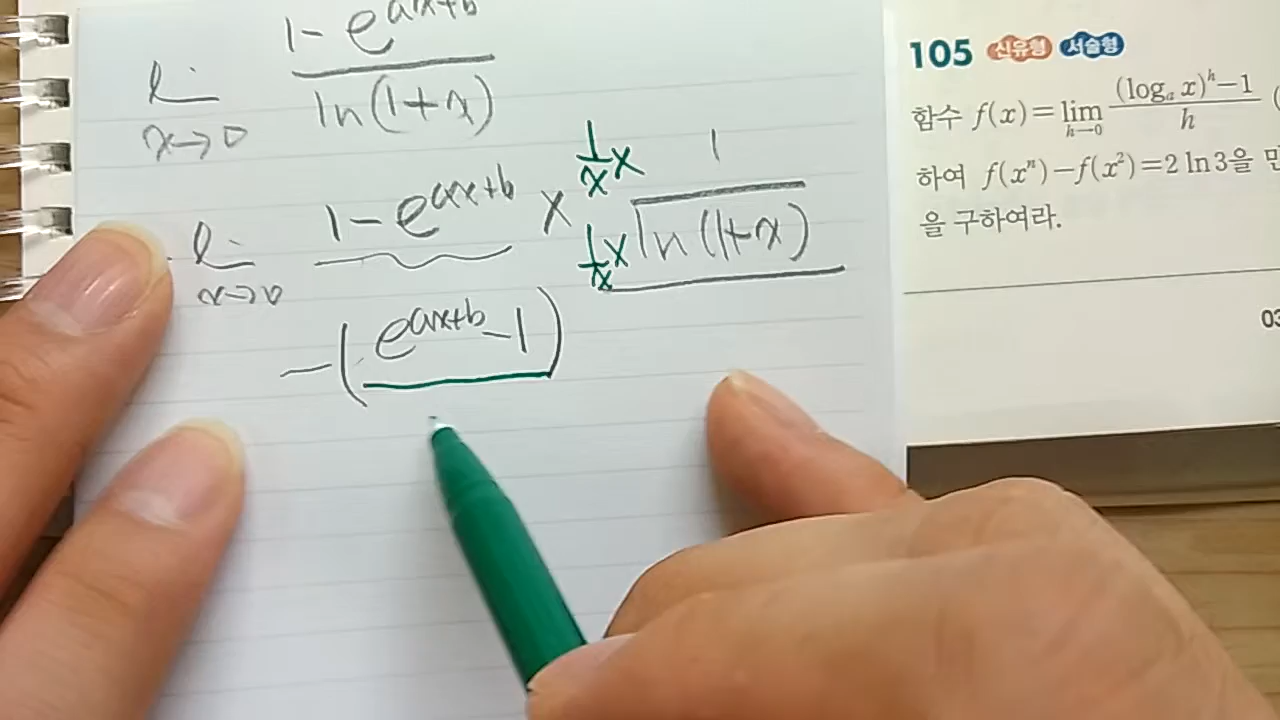 lim x→0 (1-e^{ax+b})/(ln(1+x))
lim x→0 1-e^{ax+b} × (1/x × 1)/(1/x × ln(1+x))
-(e^{ax+b}-1)
105 신유형 서술형
함수 f(x)=lim h→0 ((log_a x)^h-1)/h (
하여 f(x^n)-f(x²)=2 ln 3을 만
을 구하여라.
03